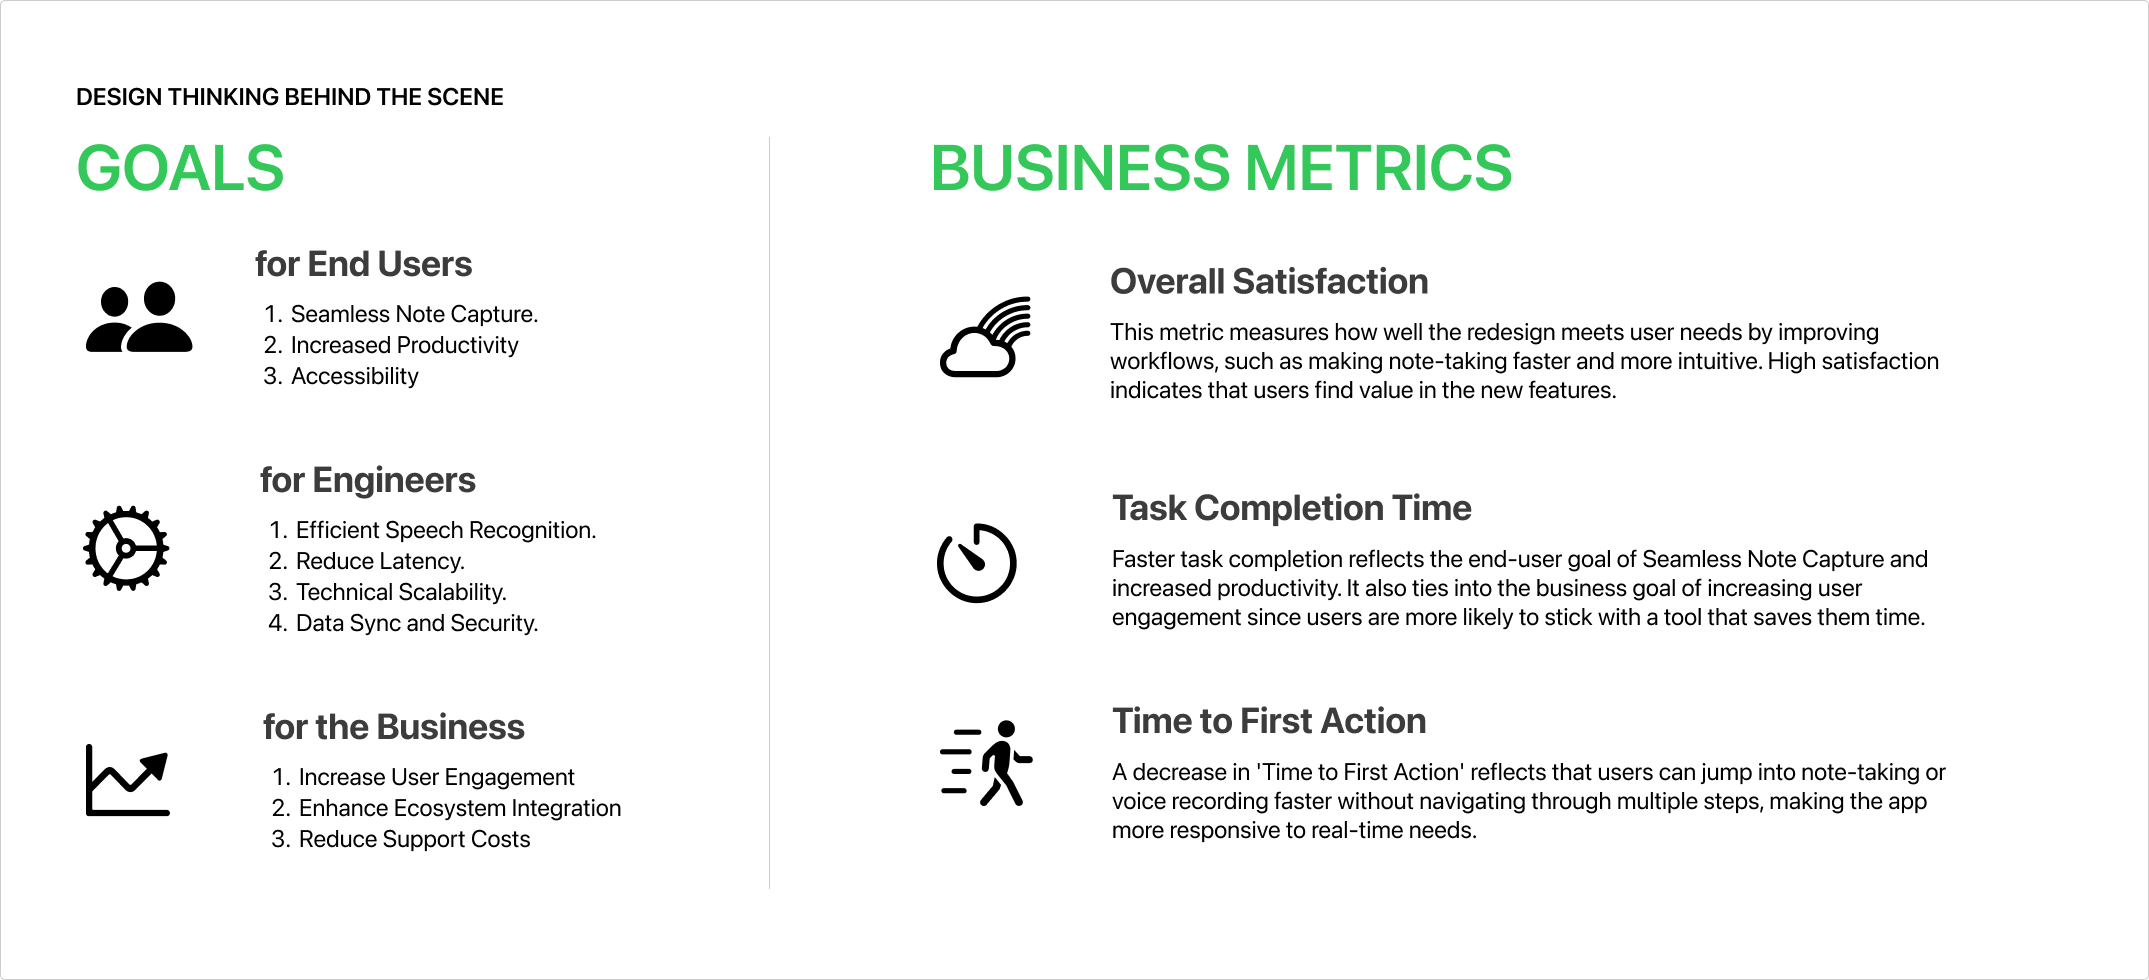 DESIGN THINKING BEHIND THE SCENE
GOALS
for End Users
1. Seamless Note Capture.
2. Increased Productivity
3. Accessibility
for Engineers
1. Efficient Speech Recognition.
2. Reduce Latency.
3. Technical Scalability.
4. Data Sync and Security.
for the Business
1. Increase User Engagement
2. Enhance Ecosystem Integration
3. Reduce Support Costs
BUSINESS METRICS
Overall Satisfaction
This metric measures how well the redesign meets user needs by improving
workflows, such as making note-taking faster and more intuitive. High satisfaction
indicates that users find value in the new features.
Task Completion Time
Faster task completion reflects the end-user goal of Seamless Note Capture and
increased productivity. It also ties into the business goal of increasing user
engagement since users are more likely to stick with a tool that saves them time.
Time to First Action
A decrease in 'Time to First Action' reflects that users can jump into note-taking or
voice recording faster without navigating through multiple steps, making the app
more responsive to real-time needs.